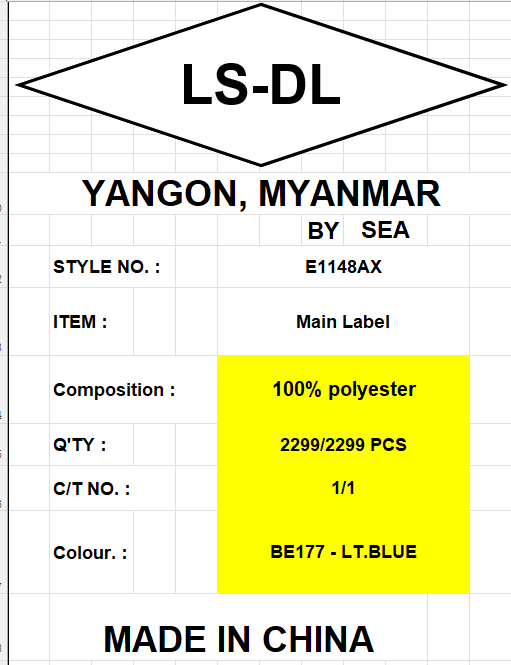 LS-DL
YANGON, MYANMAR
BY SEA
STYLE NO. : E1148AX
ITEM : Main Label
Composition : 100% polyester
Q'TY : 2299/2299 PCS
C/T NO. : 1/1
Colour. : BE177 - LT.BLUE
MADE IN CHINA